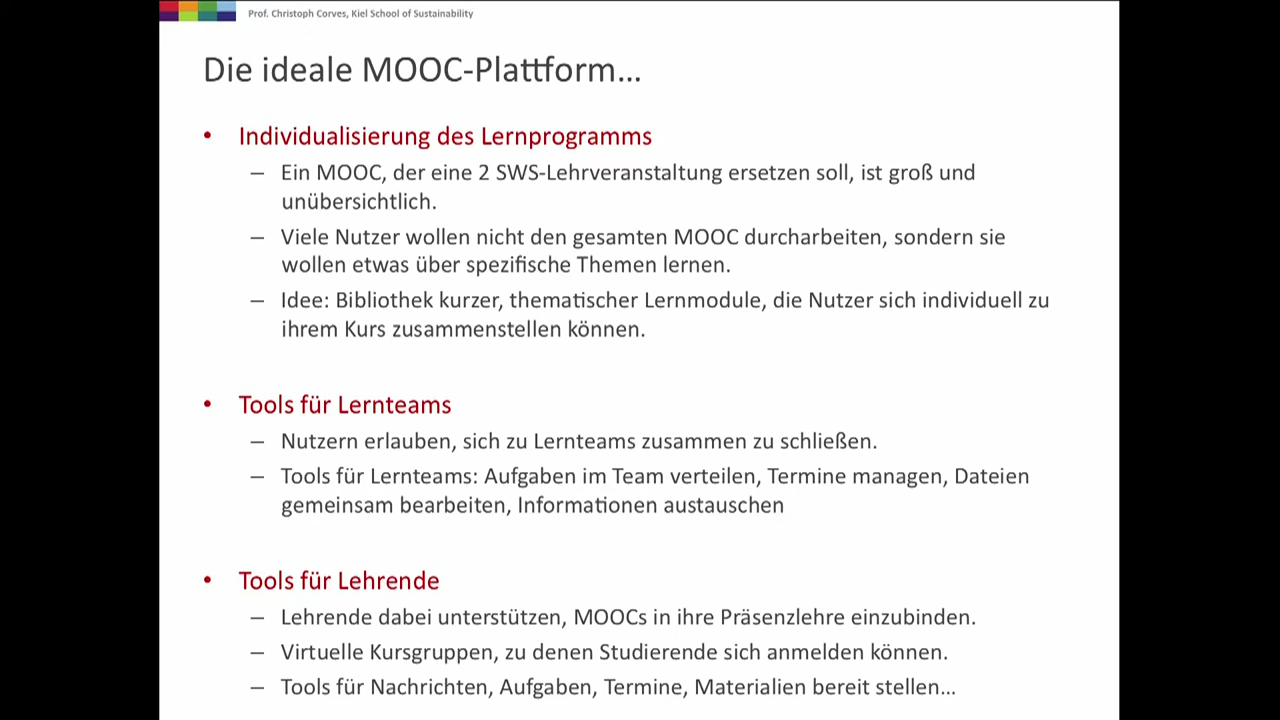 Prof. Christoph Corves, Kiel School of Sustainability
Die ideale MOOC-Plattform...
• Individualisierung des Lernprogramms
– Ein MOOC, der eine 2 SWS-Lehrveranstaltung ersetzen soll, ist groß und
unübersichtlich.
– Viele Nutzer wollen nicht den gesamten MOOC durcharbeiten, sondern sie
wollen etwas über spezifische Themen lernen.
– Idee: Bibliothek kurzer, thematischer Lernmodule, die Nutzer sich individuell zu
ihrem Kurs zusammenstellen können.
• Tools für Lernteams
– Nutzern erlauben, sich zu Lernteams zusammen zu schließen.
– Tools für Lernteams: Aufgaben im Team verteilen, Termine managen, Dateien
gemeinsam bearbeiten, Informationen austauschen
• Tools für Lehrende
– Lehrende dabei unterstützen, MOOCs in ihre Präsenzlehre einzubinden.
– Virtuelle Kursgruppen, zu denen Studierende sich anmelden können.
– Tools für Nachrichten, Aufgaben, Termine, Materialien bereit stellen...